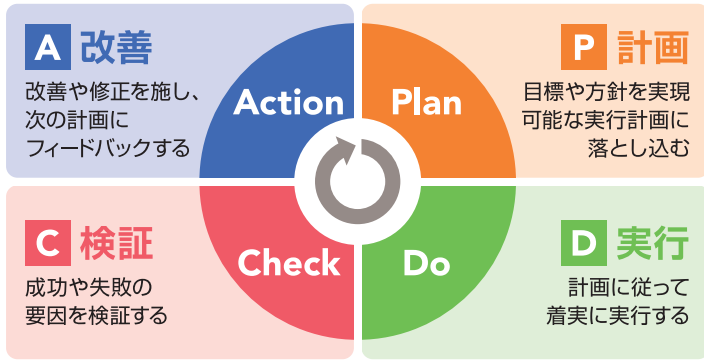 A 改善
改善や修正を施し、
次の計画に
フィードバックする
Action
P 計画
目標や方針を実現
可能な実行計画に
落とし込む
Plan
C 検証
成功や失敗の
要因を検証する
Check
D 実行
計画に従って
着実に実行する
Do